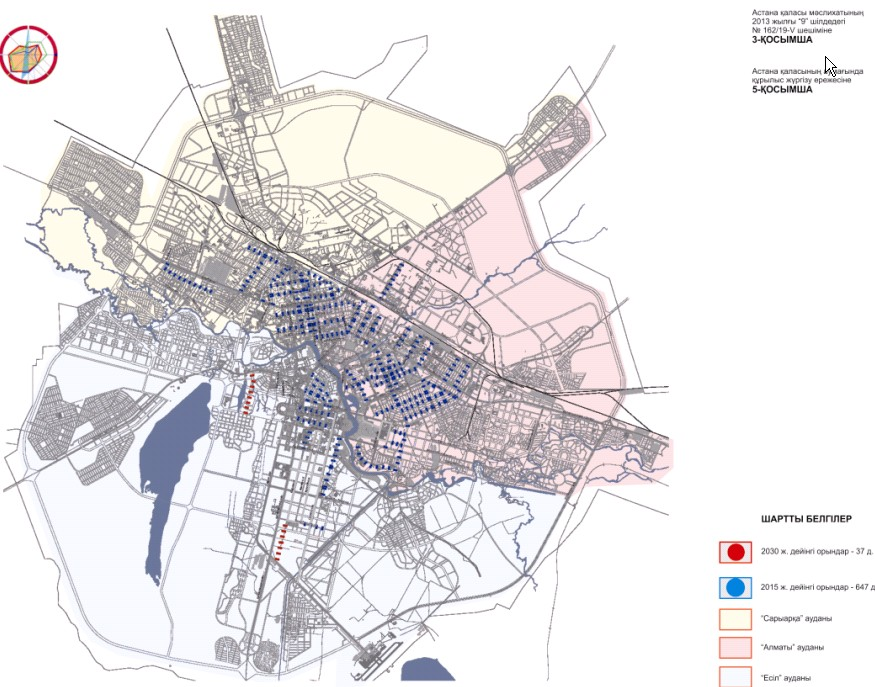 Астана қаласы мәслихатының
2013 жылғы "9" шілдедегі
№ 162/19-V шешіміне
3-ҚОСЫМША
Астана қаласының
құрылыс жүргізу ережесіне
5-ҚОСЫМША
ШАРТТЫ БЕЛГІЛЕР
2030 ж. дейінгі орындар - 37 д.
2015 ж. дейінгі орындар - 647 д
"Сарыарқа" ауданы
"Алматы" ауданы
"Есіл" ауданы